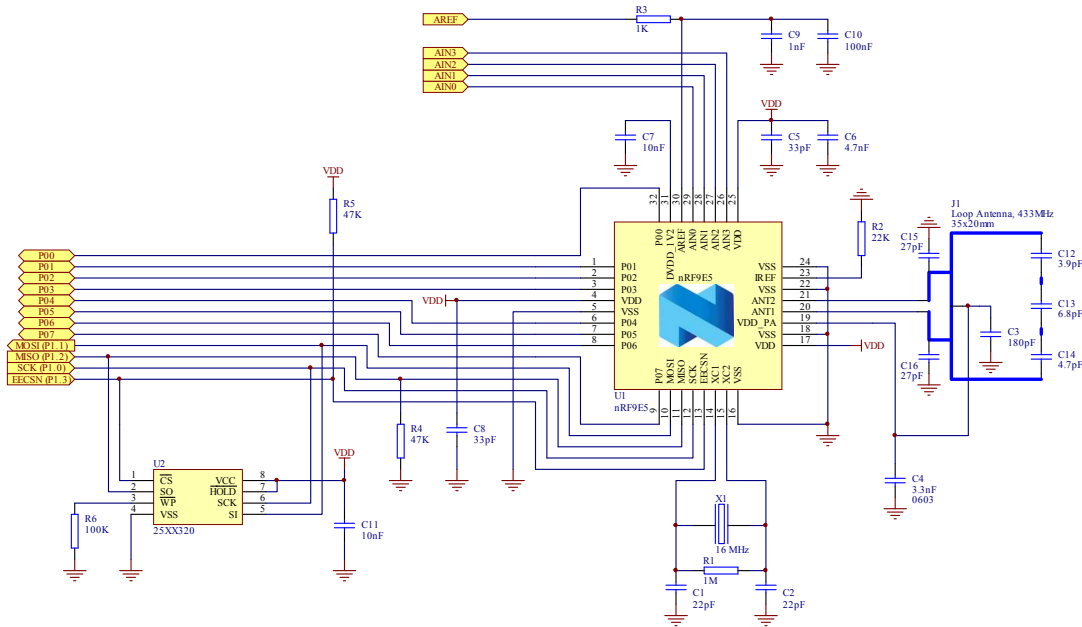 AREF
R3
1K
C9
1nF
C10
100nF
AIN3
AIN2
AIN1
AIN0
VDD
C7
10nF
C5
33pF
C6
4.7nF
VDD
R5
47K
32
31
30
29
28
27
26
25
P00
DVDD_1V2
AREF
AIN0
AIN1
AIN2
AIN3
VDD
nRF9E5
R2
22K
J1
Loop Antenna, 433MHz
35x20mm
C15
27pF
C12
3.9pF
C13
6.8pF
C14
4.7pF
C3
180pF
C16
27pF
P00
P01
P02
P03
P04
P05
P06
P07
MOSI (P1.1)
MISO (P1.2)
SCK (P1.0)
EECSN (P1.3)
VDD
1 P01
2 P02
3 P03
4 VDD
5 VSS
6 P04
7 P05
8 P06
VSS 24
IREF 23
VSS 22
ANT2 21
ANT1 20
VDD_PA 19
VSS 18
VDD 17
VDD
P07
MOSI
MISO
SCK
EECSN
XC1
XC2
VSS
9
10
11
12
13
14
15
16
U1
nRF9E5
R4
47K
C8
33pF
C4
3.3nF
0603
VDD
U2
1 CS
2 SO
3 WP
4 VSS
VCC 8
HOLD 7
SCK 6
SI 5
25XX320
R6
100K
C11
10nF
X1
16 MHz
R1
1M
C1
22pF
C2
22pF